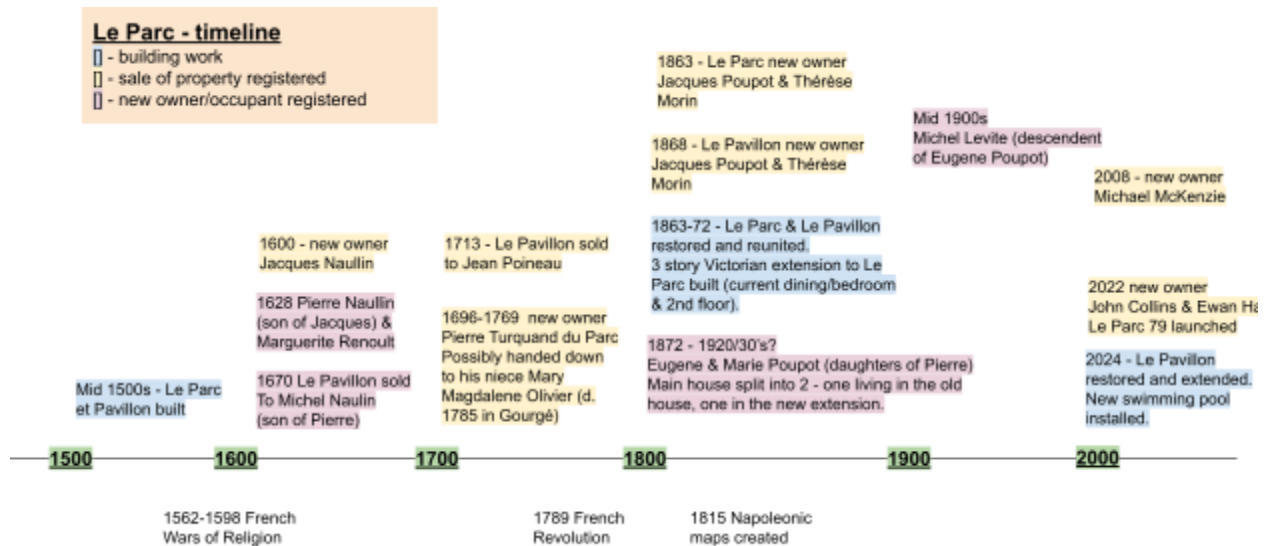 Le Parc - timeline
[] - building work
[] - sale of property registered
[] - new owner/occupant registered
Mid 1500s - Le Parc
et Pavillon built
1600 - new owner
Jacques Naullin
1628 Pierre Naullin
(son of Jacques) &
Marguerite Renoult
1670 Le Pavillon sold
To Michel Naulin
(son of Pierre)
1713 - Le Pavillon sold
to Jean Poineau
1696-1769 new owner
Pierre Turquand du Parc
Possibly handed down
to his niece Mary
Magdalene Olivier (d.
1785 in Gourgé)
1863 - Le Parc new owner
Jacques Poupot & Thérèse
Morin
1868 - Le Pavillon new owner
Jacques Poupot & Thérèse
Morin
1863-72 - Le Parc & Le Pavillon
restored and reunited.
3 story Victorian extension to Le
Parc built (current dining/bedroom
& 2nd floor).
1872 - 1920/30's?
Eugene & Marie Poupot (daughters of Pierre)
Main house split into 2 - one living in the old
house, one in the new extension.
Mid 1900s
Michel Levite (descendent
of Eugene Poupot)
2008 - new owner
Michael McKenzie
2022 new owner
John Collins & Ewan Ha
Le Parc 79 launched
2024 - Le Pavillon
restored and extended.
New swimming pool
installed.
1500 1600 1700 1800 1900 2000
1562-1598 French
Wars of Religion
1789 French
Revolution
1815 Napoleonic
maps created